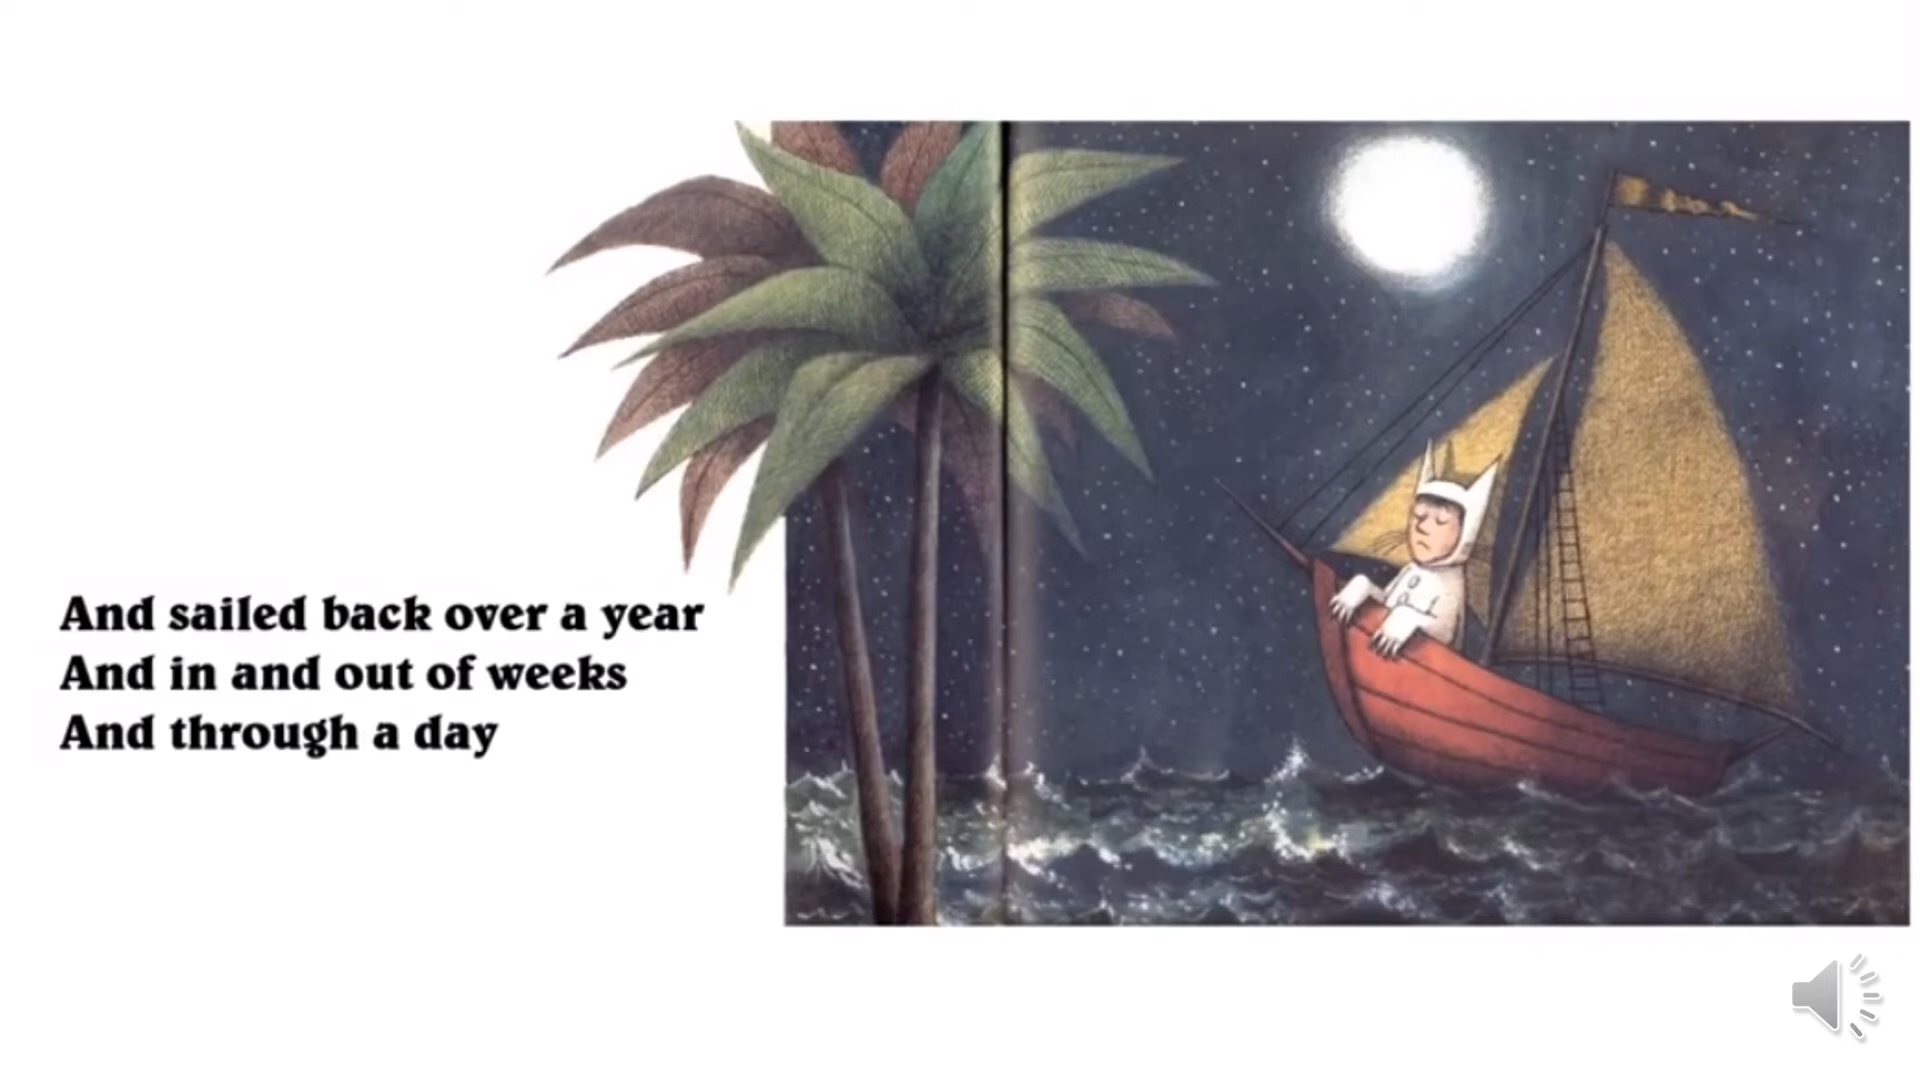 And sailed back over a year
And in and out of weeks
And through a day